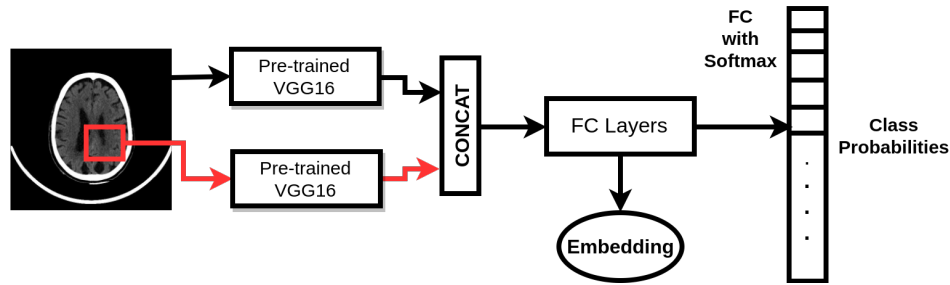 Pre-trained
VGG16
Pre-trained
VGG16
CONCAT
FC Layers
Embedding
FC
with
Softmax
Class
Probabilities